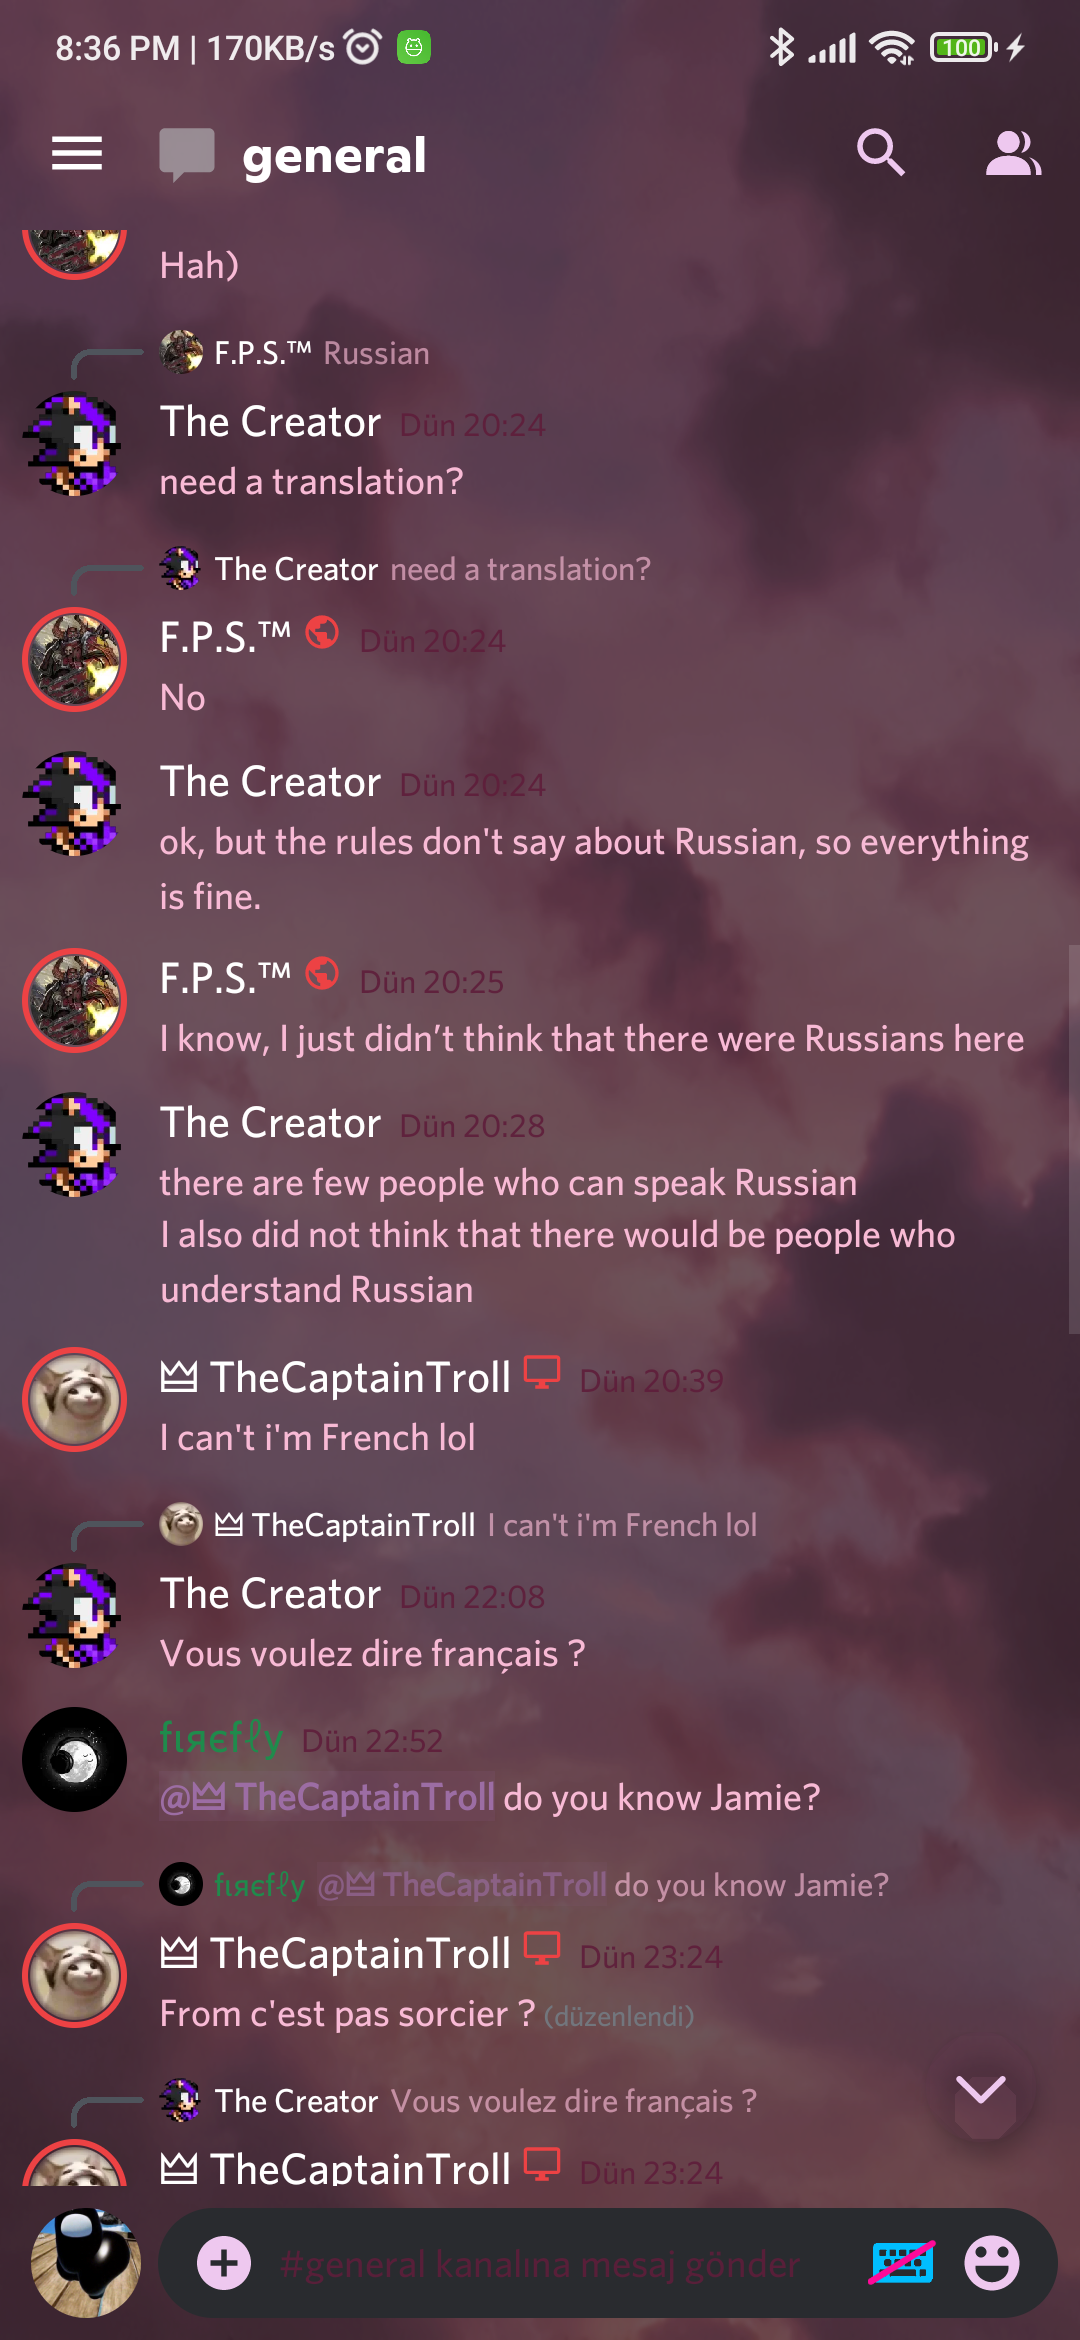 8:36 PM | 170KB/s
100
general
Hah)
F.P.S.™ Russian
The Creator Dün 20:24
need a translation?
The Creator need a translation?
F.P.S.™ Dün 20:24
No
The Creator Dün 20:24
ok, but the rules don't say about Russian, so everything
is fine.
F.P.S.™ Dün 20:25
I know, I just didn’t think that there were Russians here
The Creator Dün 20:28
there are few people who can speak Russian
I also did not think that there would be people who
understand Russian
TheCaptainTroll Dün 20:39
I can't i'm French lol
TheCaptainTroll I can't i'm French lol
The Creator Dün 22:08
Vous voulez dire français ?
fιяєfℓy Dün 22:52
@TheCaptainTroll do you know Jamie?
fιяєfℓy @TheCaptainTroll do you know Jamie?
TheCaptainTroll Dün 23:24
From c'est pas sorcier ? (düzenlendi)
The Creator Vous voulez dire français ?
TheCaptainTroll Dün 23:24
#general kanalına mesaj gönder